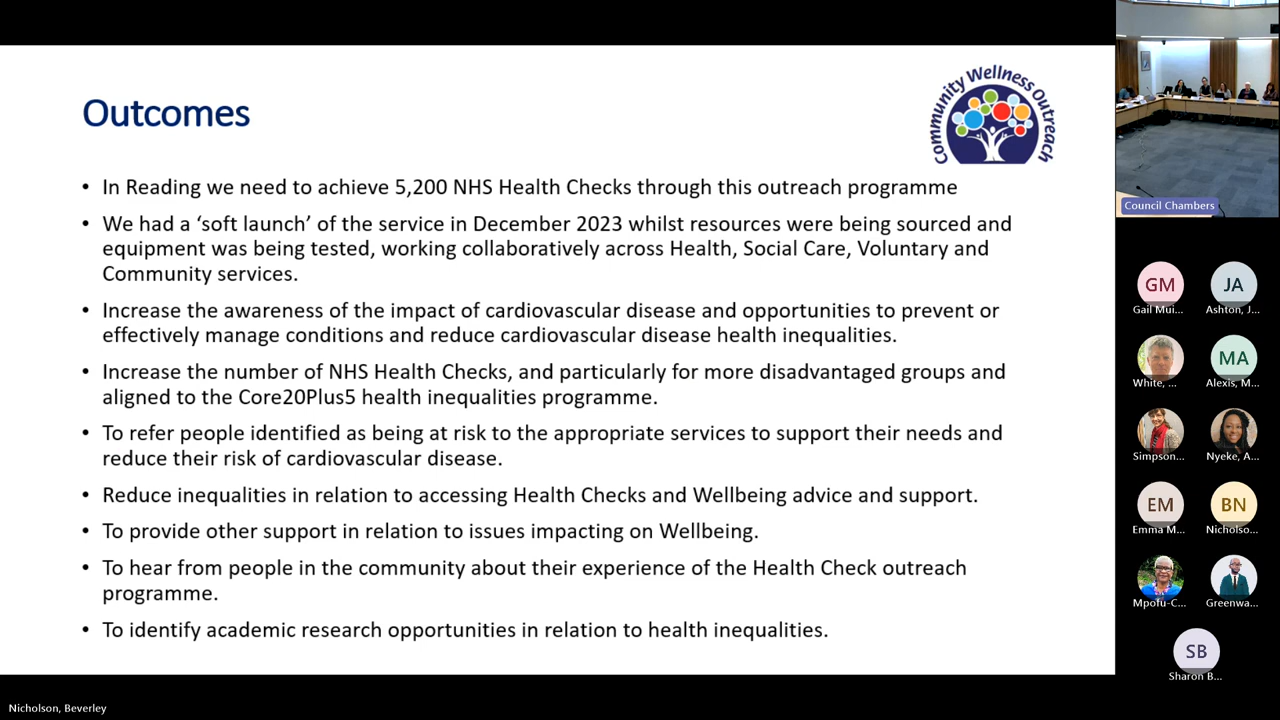 Outcomes
Community Wellness Outreach
• In Reading we need to achieve 5,200 NHS Health Checks through this outreach programme
• We had a ‘soft launch’ of the service in December 2023 whilst resources were being sourced and
equipment was being tested, working collaboratively across Health, Social Care, Voluntary and
Community services.
• Increase the awareness of the impact of cardiovascular disease and opportunities to prevent or
effectively manage conditions and reduce cardiovascular disease health inequalities.
• Increase the number of NHS Health Checks, and particularly for more disadvantaged groups and
aligned to the Core20Plus5 health inequalities programme.
• To refer people identified as being at risk to the appropriate services to support their needs and
reduce their risk of cardiovascular disease.
• Reduce inequalities in relation to accessing Health Checks and Wellbeing advice and support.
• To provide other support in relation to issues impacting on Wellbeing.
• To hear from people in the community about their experience of the Health Check outreach
programme.
• To identify academic research opportunities in relation to health inequalities.
Council Chambers
GM JA
Gail Mui... Ashton, J...
MA
White, ... Alexis, M...
Simpson... Nyeke, A...
EM BN
Emma M... Nicholso...
Mpofu-C... Greenwa...
SB
Sharon B...
Nicholson, Beverley